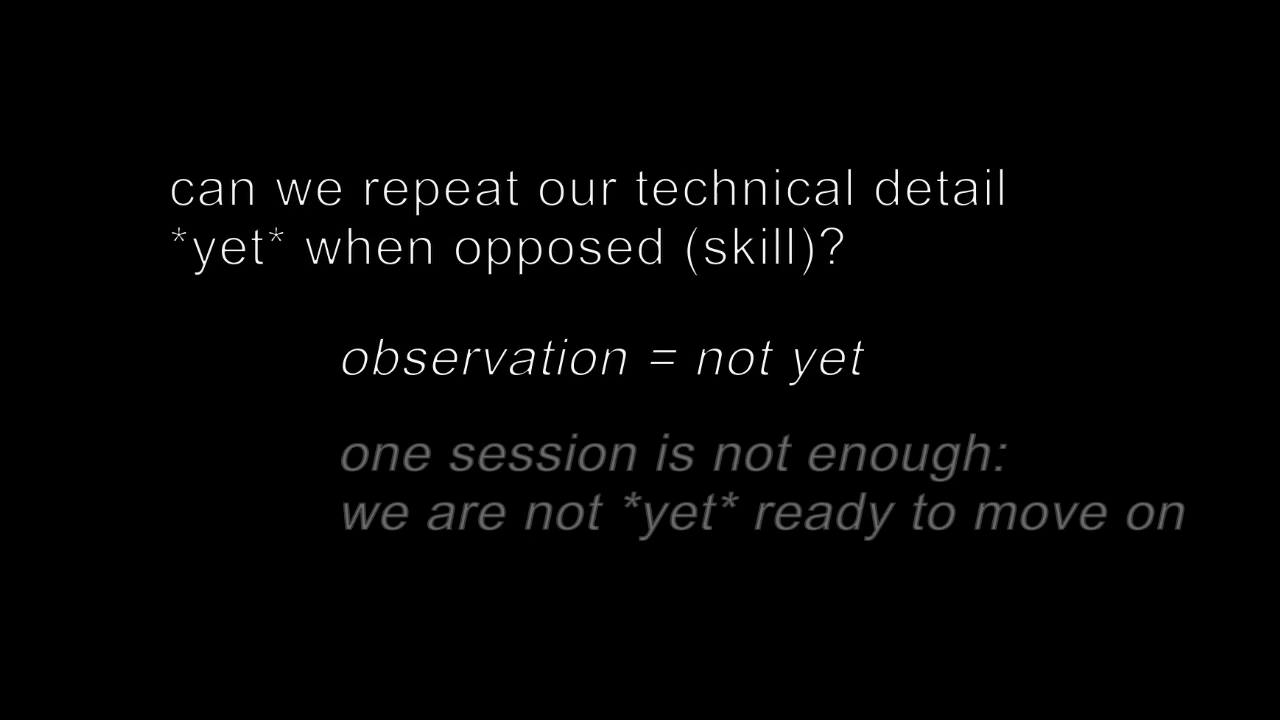 can we repeat our technical detail
*yet* when opposed (skill)?
observation = not yet
one session is not enough:
we are not *yet* ready to move on